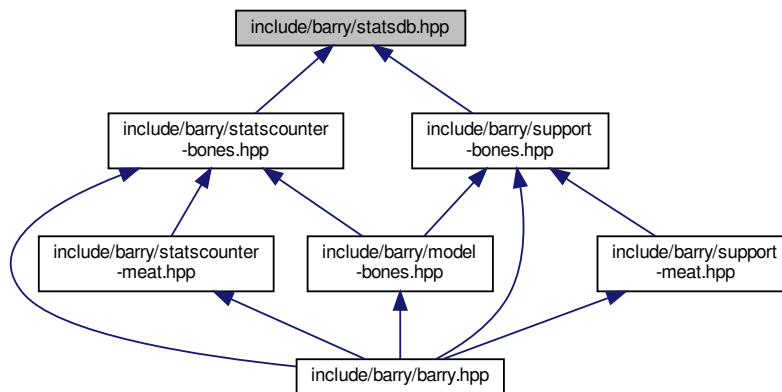 include/barry/statsdb.hpp
include/barry/statscounter
-bones.hpp
include/barry/support
-bones.hpp
include/barry/statscounter
-meat.hpp
include/barry/model
-bones.hpp
include/barry/support
-meat.hpp
include/barry/barry.hpp